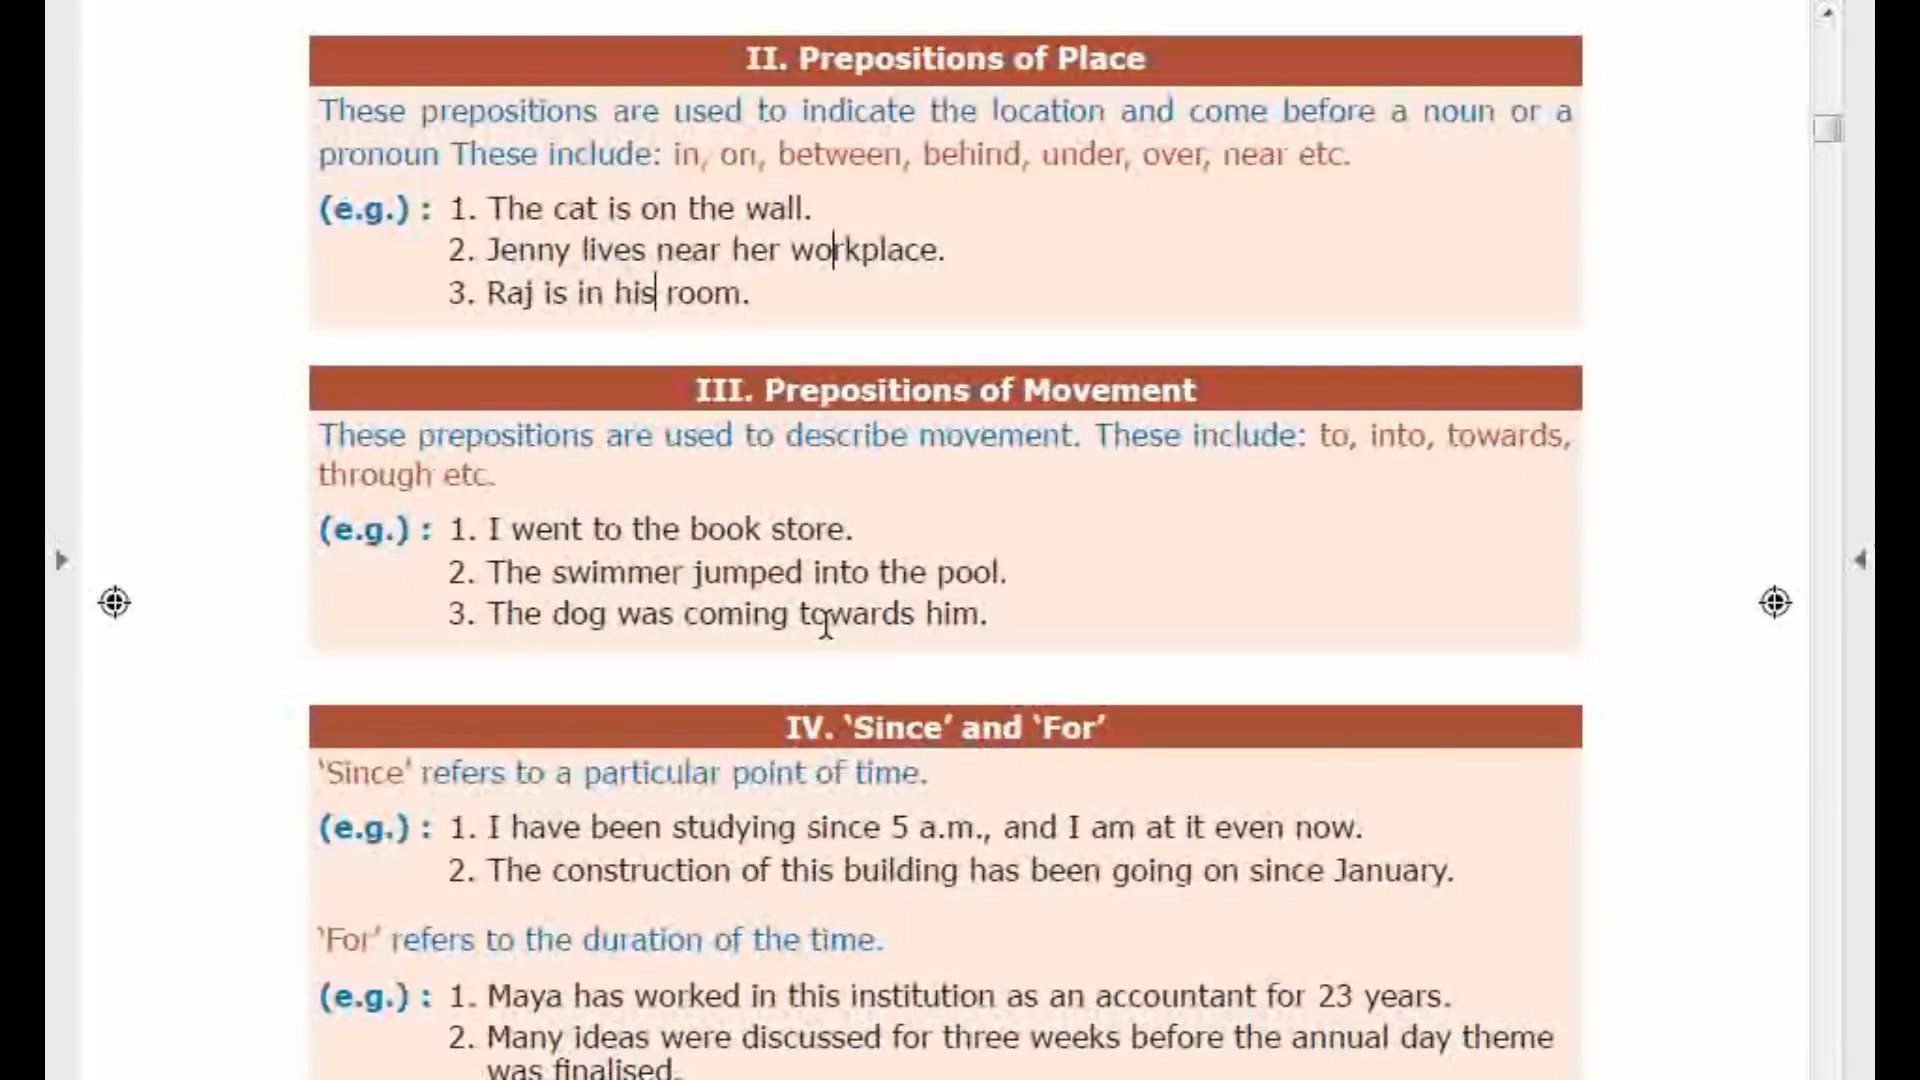 II. Prepositions of Place
These prepositions are used to indicate the location and come before a noun or a
pronoun These include: in, on, between, behind, under, over, near etc.
(e.g.) : 1. The cat is on the wall.
2. Jenny lives near her workplace.
3. Raj is in his room.
III. Prepositions of Movement
These prepositions are used to describe movement. These include: to, into, towards,
through etc.
(e.g.) : 1. I went to the book store.
2. The swimmer jumped into the pool.
3. The dog was coming towards him.
IV. ‘Since’ and ‘For’
‘Since’ refers to a particular point of time.
(e.g.) : 1. I have been studying since 5 a.m., and I am at it even now.
2. The construction of this building has been going on since January.
‘For’ refers to the duration of the time.
(e.g.) : 1. Maya has worked in this institution as an accountant for 23 years.
2. Many ideas were discussed for three weeks before the annual day theme
was finalised.